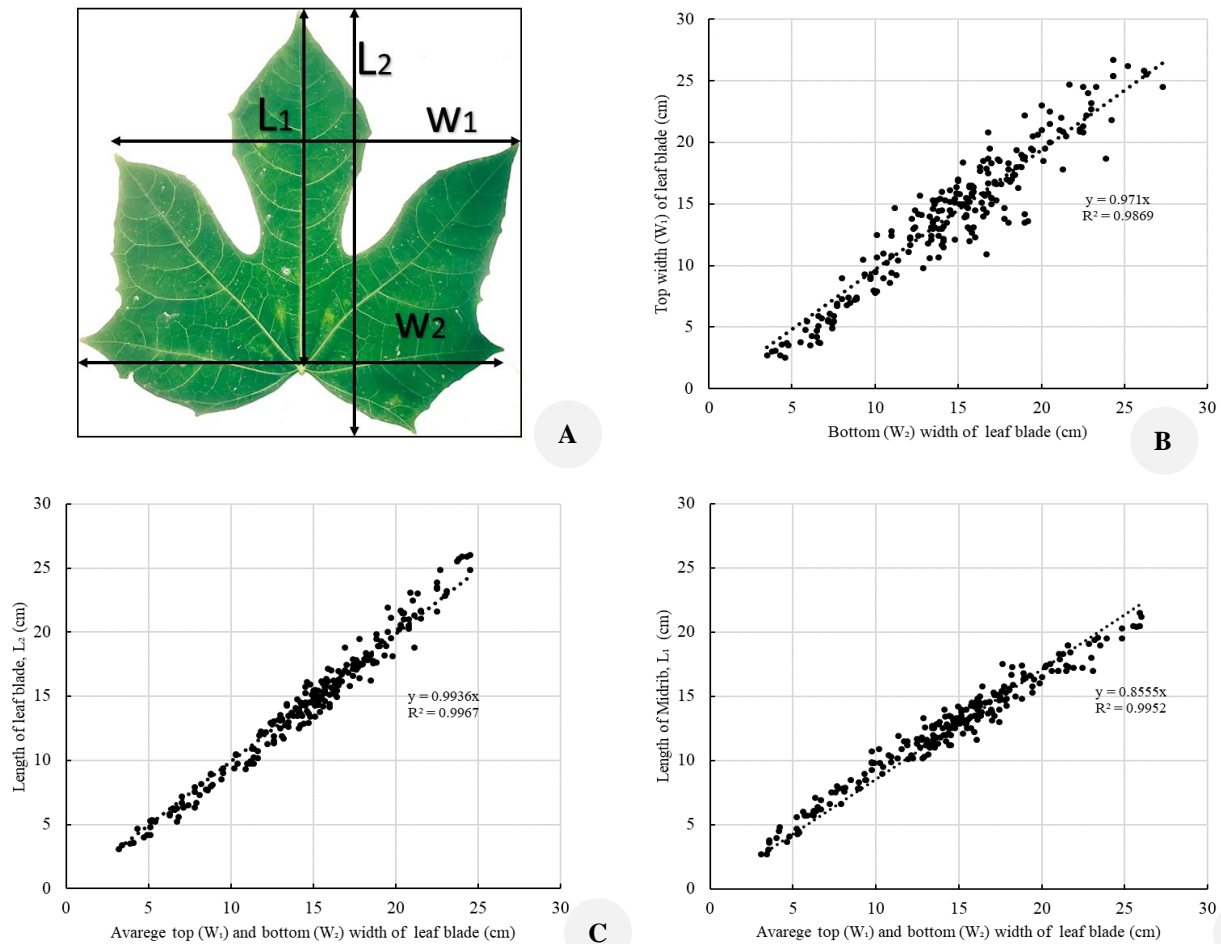 L₂
L₁
W₁
W₂
A
30
25
20
15
10
5
0
0 5 10 15 20 25 30
Top width (W₁) of leaf blade (cm)
y = 0.971x
R² = 0.9869
Bottom (W₂) width of leaf blade (cm)
B
30
25
20
15
10
5
0
0 5 10 15 20 25 30
Length of leaf blade, L₂ (cm)
y = 0.9936x
R² = 0.9967
Avarege top (W₁) and bottom (W₂) width of leaf blade (cm)
C
30
25
20
15
10
5
0
0 5 10 15 20 25 30
Length of Midrib, L₁ (cm)
y = 0.8555x
R² = 0.9952
Avarege top (W₁) and bottom (W₂) width of leaf blade (cm)